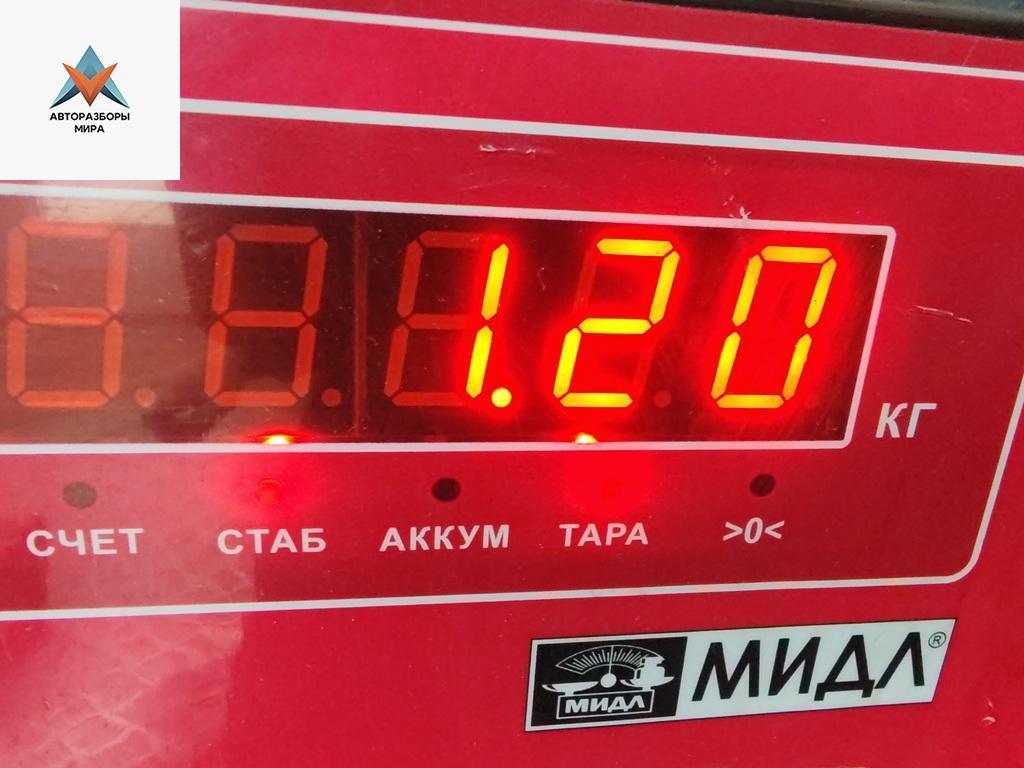 АВТОРАЗБОРЫ
МИРА
1.20
КГ
СЧЕТ СТАБ АККУМ ТАРА >0<
МИДЛ МИДЛ®